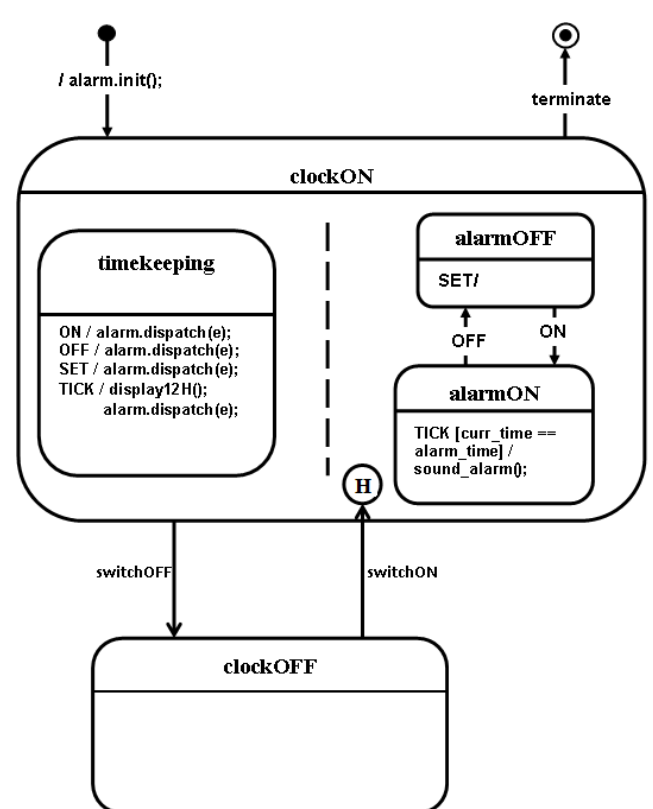 / alarm.init();
terminate
clockON
timekeeping
ON / alarm.dispatch(e);
OFF / alarm.dispatch(e);
SET / alarm.dispatch(e);
TICK / display12H();
alarm.dispatch(e);
alarmOFF
SET/
OFF
ON
alarmON
TICK [curr_time ==
alarm_time] /
sound_alarm();
H
switchOFF
switchON
clockOFF